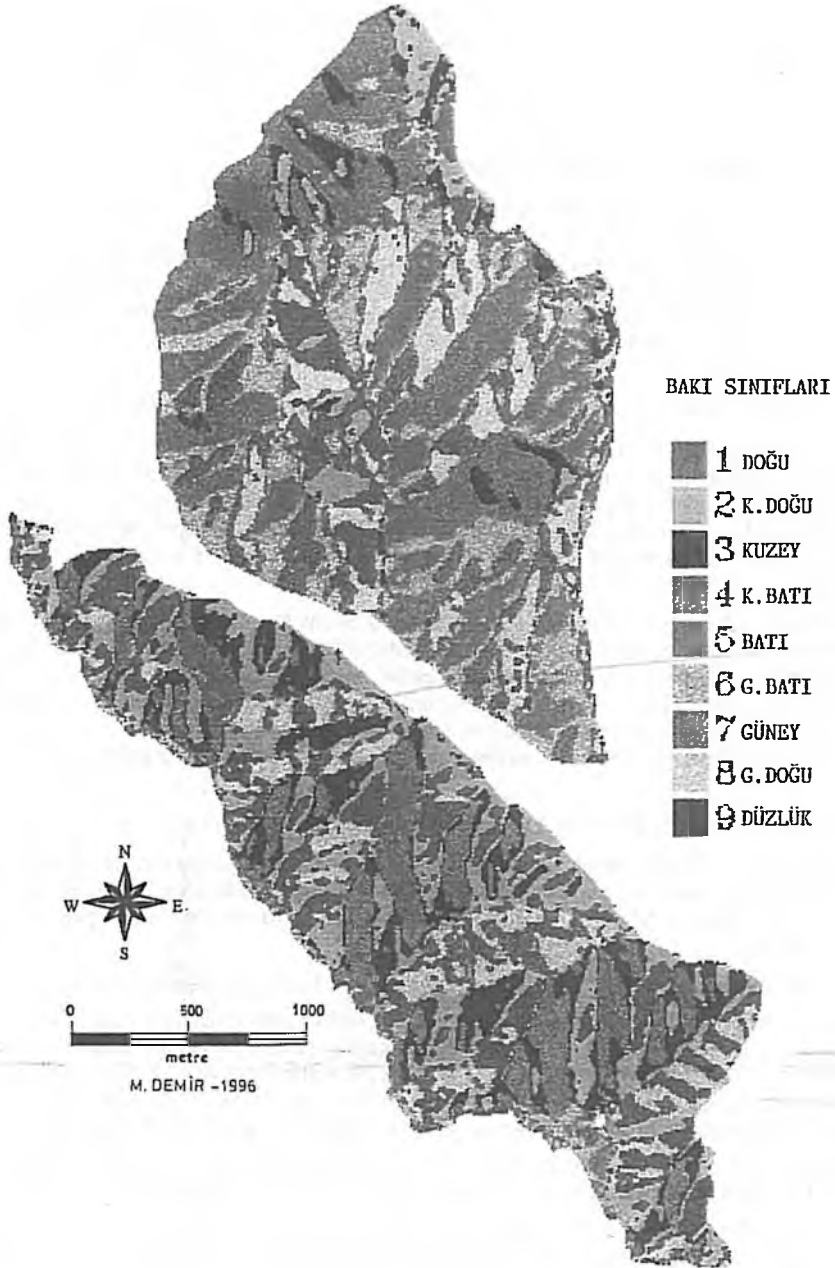 BAKI SINIFLARI
1 DOĞU
2 K.DOĞU
3 KUZEY
4 K.BATI
5 BATI
6 G.BATI
7 GÜNEY
8 G.DOĞU
9 DÜZLÜK
N
W E.
S
0 500 1000
metre
M. DEMİR -1996